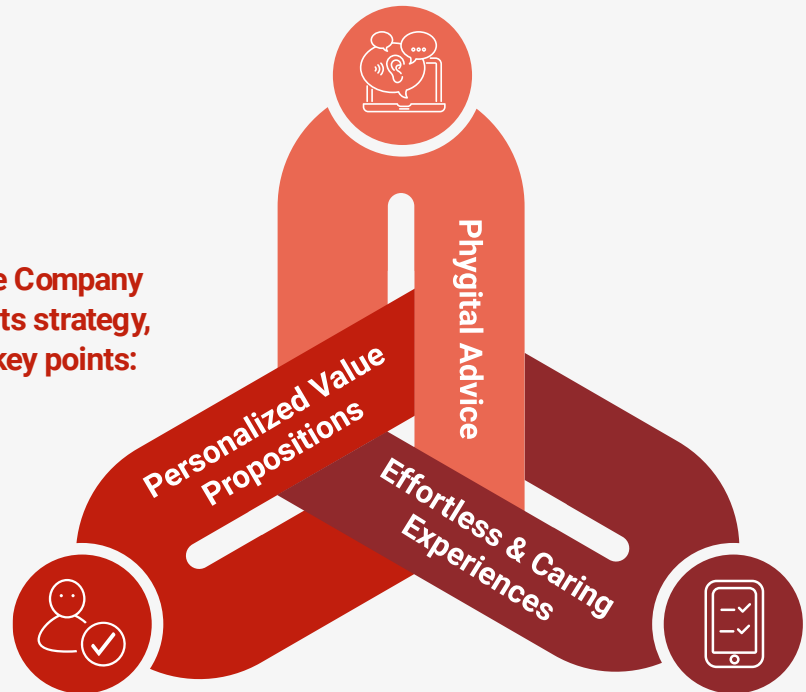 e Company
ts strategy,
key points:
Phygital Advice
Personalized Value
Propositions
Effortless & Caring
Experiences